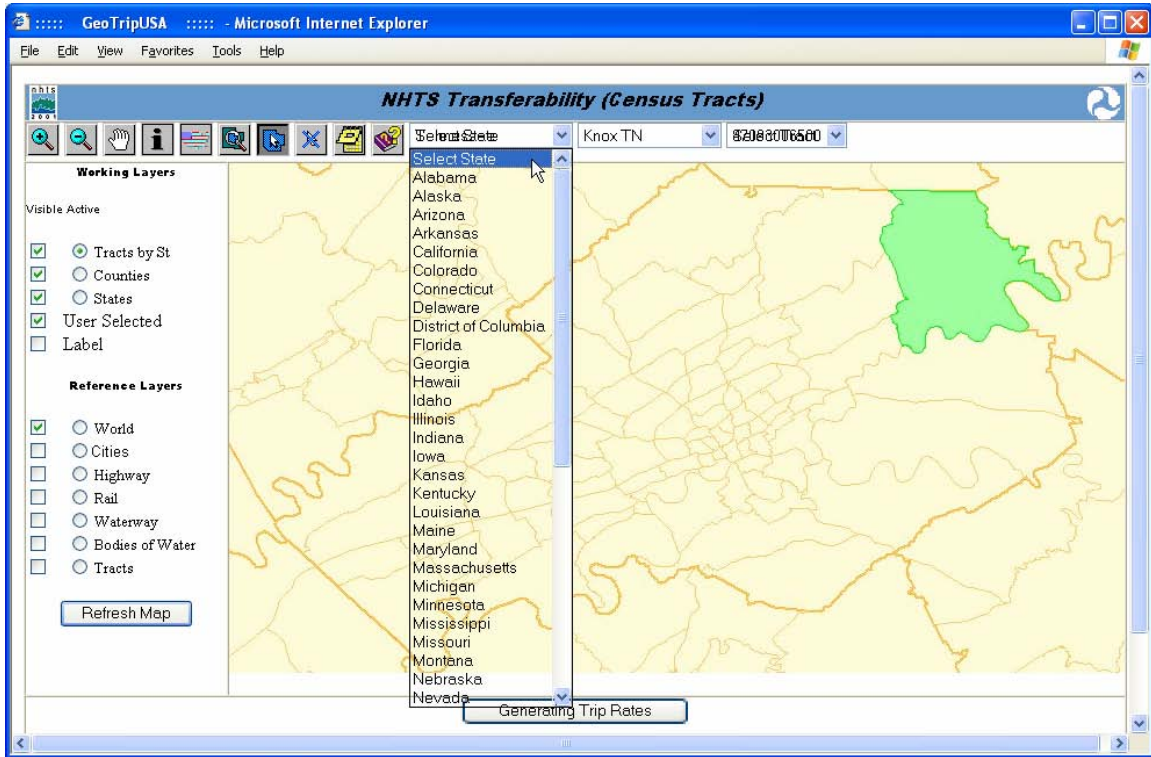 ::::: GeoTripUSA ::::: - Microsoft Internet Explorer
File Edit View Favorites Tools Help
nhts
2001
NHTS Transferability (Census Tracts)
Knox TN
Working Layers
Visible Active
Tracts by St
Counties
States
User Selected
Label
Reference Layers
World
Cities
Highway
Rail
Waterway
Bodies of Water
Tracts
Refresh Map
Select State
Alabama
Alaska
Arizona
Arkansas
California
Colorado
Connecticut
Delaware
District of Columbia
Florida
Georgia
Hawaii
Idaho
Illinois
Indiana
Iowa
Kansas
Kentucky
Louisiana
Maine
Maryland
Massachusetts
Michigan
Minnesota
Mississippi
Missouri
Montana
Nebraska
Nevada
Generating Trip Rates